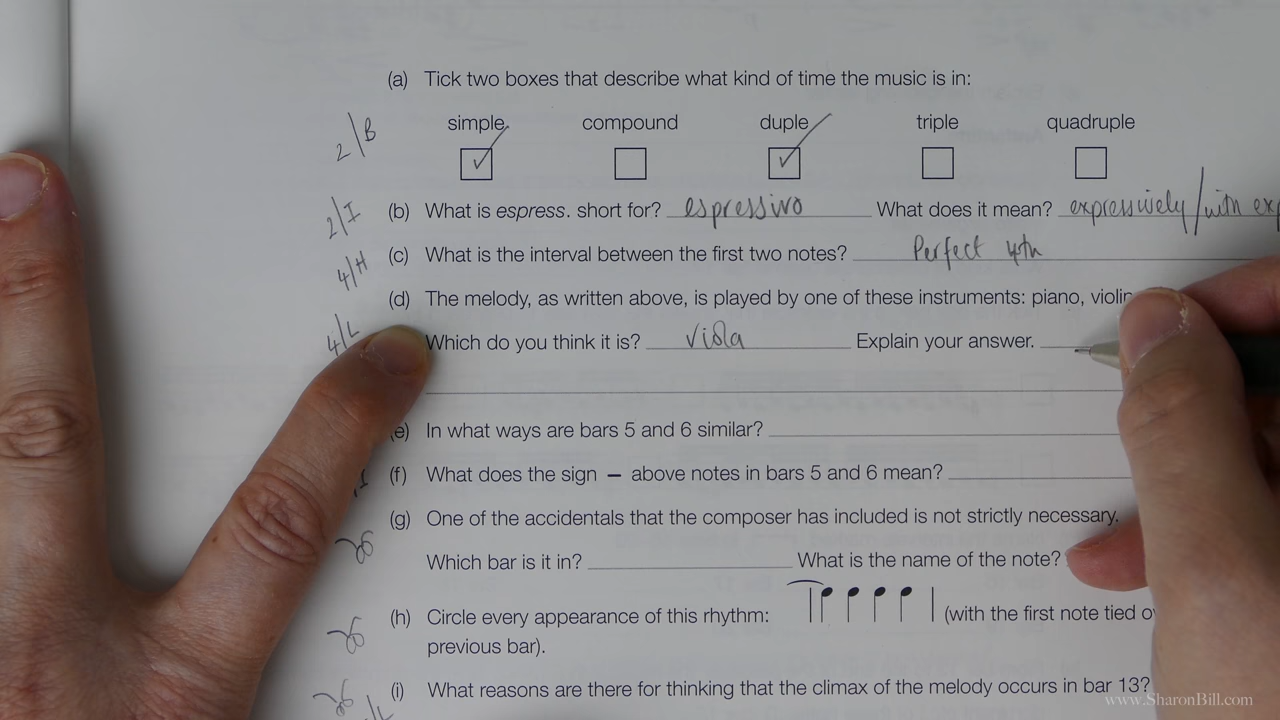 (a) Tick two boxes that describe what kind of time the music is in:
simple compound duple triple quadruple
2/B
(b) What is espress. short for? espressivo What does it mean? expressively/with exp
2/I
(c) What is the interval between the first two notes? Perfect 4th
4/H
(d) The melody, as written above, is played by one of these instruments: piano, violin
4/L
Which do you think it is? viola Explain your answer.
(e) In what ways are bars 5 and 6 similar?
(f) What does the sign – above notes in bars 5 and 6 mean?
(g) One of the accidentals that the composer has included is not strictly necessary.
Which bar is it in? What is the name of the note?
(h) Circle every appearance of this rhythm: (with the first note tied
previous bar).
(i) What reasons are there for thinking that the climax of the melody occurs in bar 13?
www.SharonBill.com